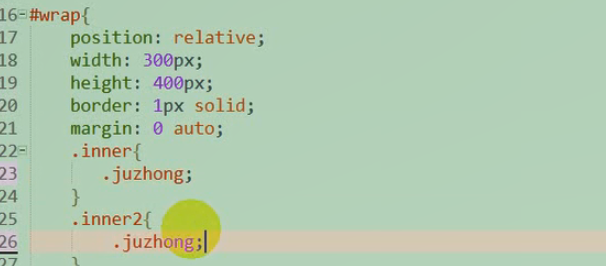 16 #wrap{
17 position: relative;
18 width: 300px;
19 height: 400px;
20 border: 1px solid;
21 margin: 0 auto;
22 .inner{
23 .juzhong;
24 }
25 .inner2{
26 .juzhong;
27 }